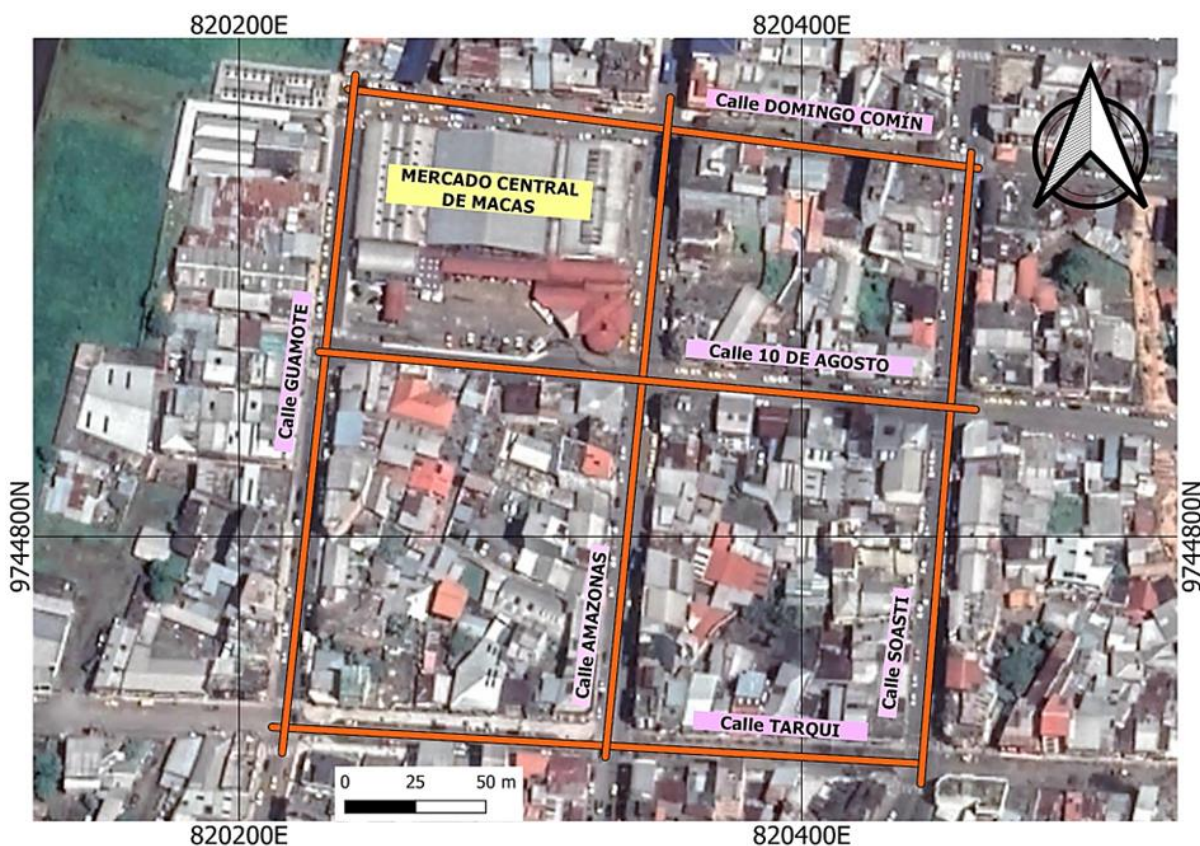 820200E
820400E
Calle DOMINGO COMÍN
MERCADO CENTRAL
DE MACAS
Calle GUAMOTE
Calle 10 DE AGOSTO
9744800N
9744800N
Calle AMAZONAS
Calle SOASTI
Calle TARQUI
0 25 50 m
820200E
820400E